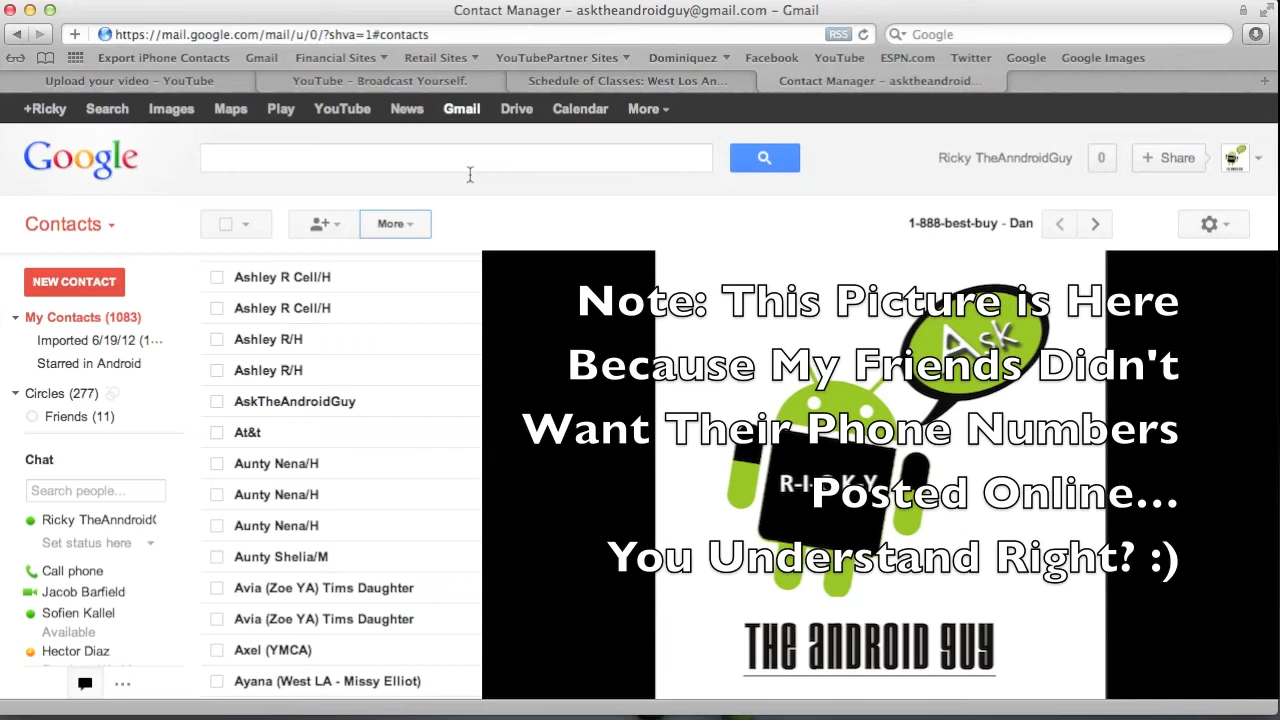 Contact Manager - asktheandroidguy@gmail.com - Gmail
https://mail.google.com/mail/u/0/?shva=1#contacts RSS Google
Export iPhone Contacts Gmail Financial Sites Retail Sites YouTubePartner Sites Dominiquez Facebook YouTube ESPN.com Twitter Google Google Images
Upload your video - YouTube YouTube - Broadcast Yourself. Schedule of Classes: West Los An... Contact Manager - asktheandroid...
+Ricky Search Images Maps Play YouTube News Gmail Drive Calendar More
Google Ricky TheAnndroidGuy 0 + Share
Contacts More 1-888-best-buy - Dan
NEW CONTACT
My Contacts (1083)
Imported 6/19/12 (1...
Starred in Android
Circles (277)
Friends (11)
Chat
Search people...
Ricky TheAnndroidG
Set status here
Call phone
Jacob Barfield
Sofien Kallel
Available
Hector Diaz
Ashley R Cell/H
Ashley R Cell/H
Ashley R/H
Ashley R/H
AskTheAndroidGuy
At&t
Aunty Nena/H
Aunty Nena/H
Aunty Nena/H
Aunty Shelia/M
Avia (Zoe YA) Tims Daughter
Avia (Zoe YA) Tims Daughter
Axel (YMCA)
Ayana (West LA - Missy Elliot)
Note: This Picture is Here
Because My Friends Didn't
Want Their Phone Numbers
Posted Online...
You Understand Right? :)
Ask
R-I-C-K-Y
THE ANDROID GUY